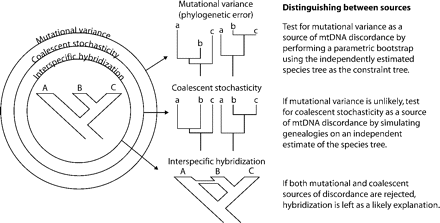 Mutational variance
Coalescent stochasticity
Interspecific hybridization
A B C
Mutational variance
(phylogenetic error)
a b c a b c
Coalescent stochasticity
a b c a b c
Interspecific hybridization
A B C
Distinguishing between sources
Test for mutational variance as a
source of mtDNA discordance by
performing a parametric bootstrap
using the independently estimated
species tree as the constraint tree.
If mutational variance is unlikely, test
for coalescent stochasticity as a source
of mtDNA discordance by simulating
genealogies on an independent
estimate of the species tree.
If both mutational and coalescent
sources of discordance are rejected,
hybridization is left as a likely explanation.